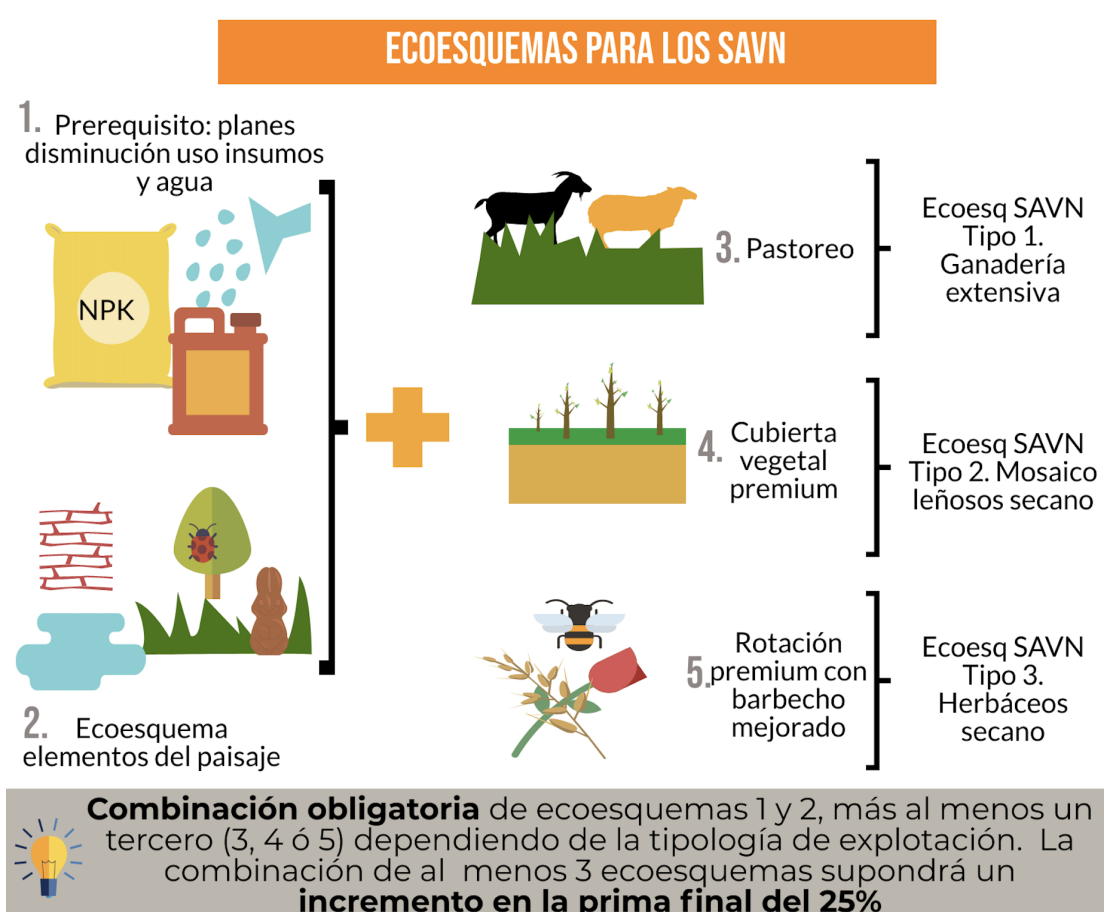 ECOESQUEMAS PARA LOS SAVN
1. Prerequisito: planes
disminución uso insumos
y agua
NPK
2. Ecoesquema
elementos del paisaje
3. Pastoreo
Ecoesq SAVN
Tipo 1.
Ganadería
extensiva
4. Cubierta
vegetal
premium
Ecoesq SAVN
Tipo 2. Mosaico
leñosos secano
Rotación
5. premium con
barbecho
mejorado
Ecoesq SAVN
Tipo 3.
Herbáceos
secano
Combinación obligatoria de ecoesquemas 1 y 2, más al menos un
tercero (3, 4 ó 5) dependiendo de la tipología de explotación. La
combinación de al menos 3 ecoesquemas supondrá un
incremento en la prima final del 25%